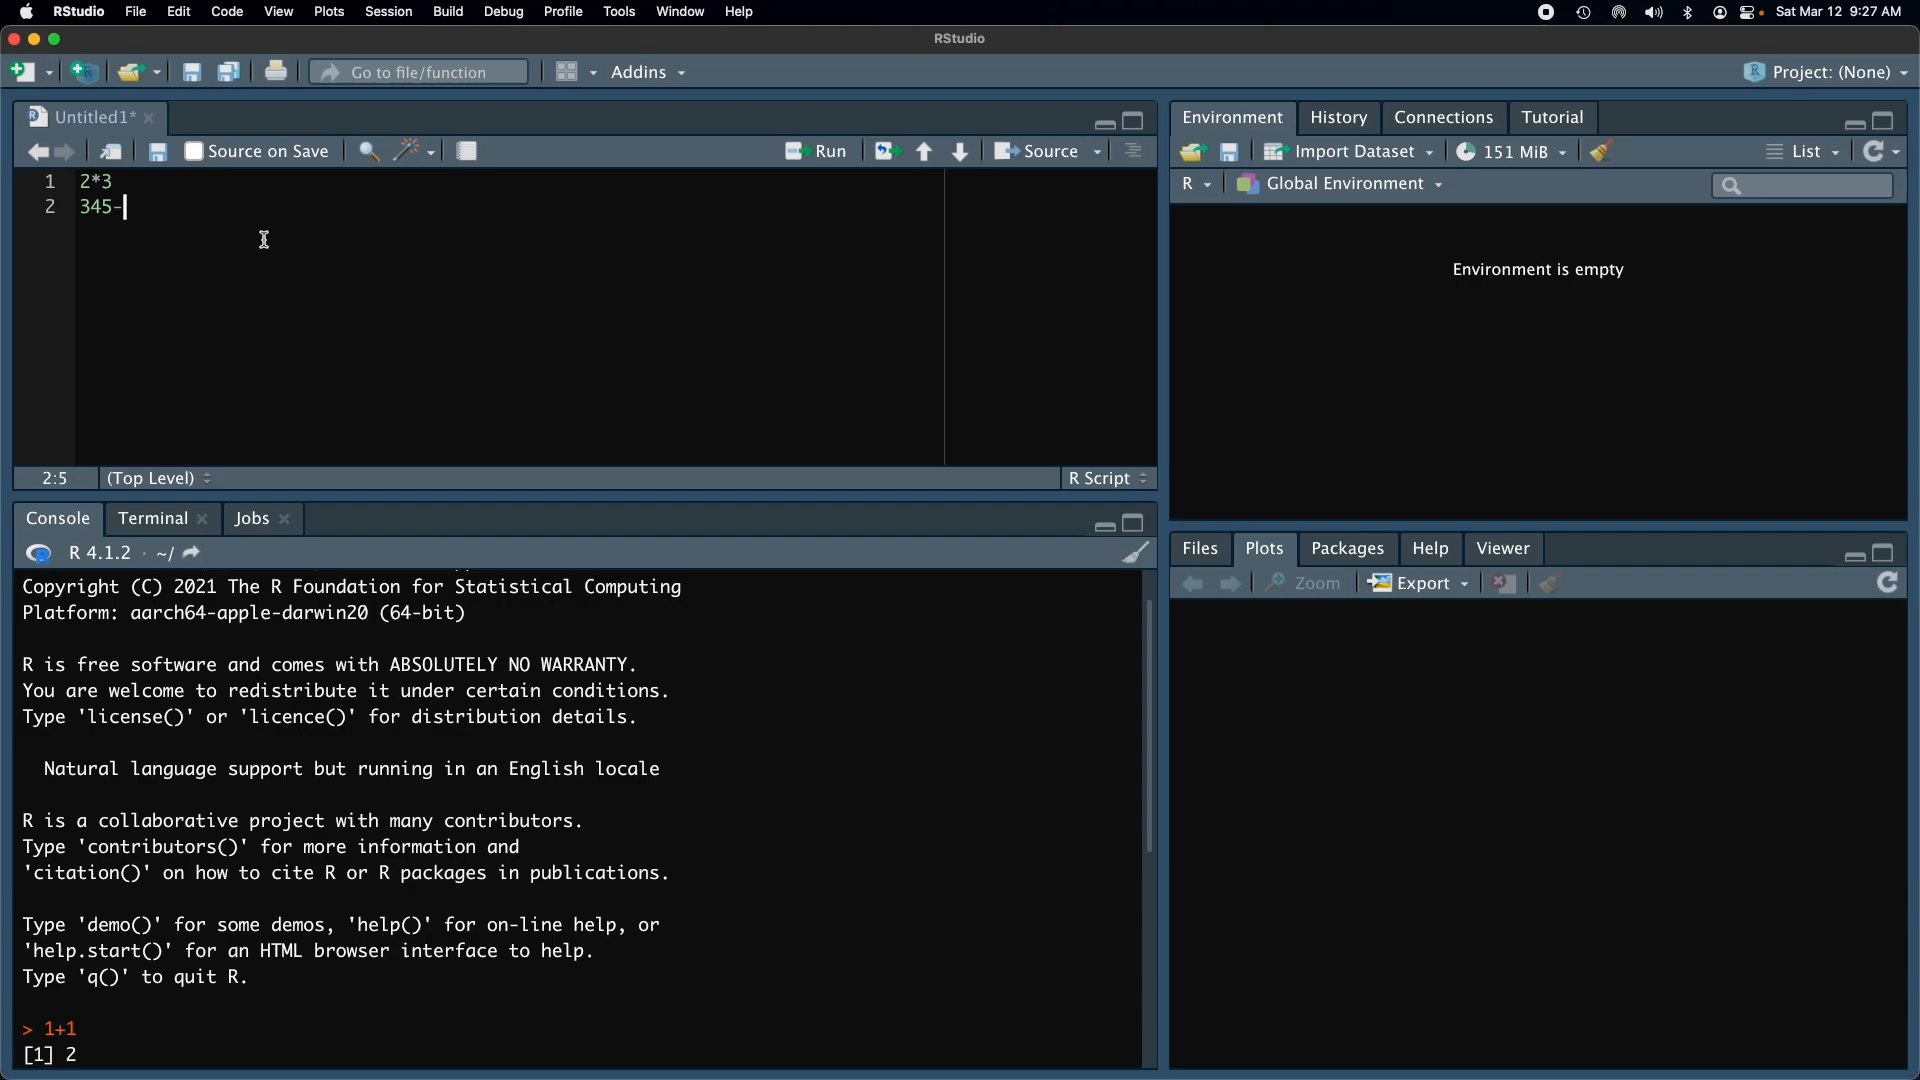 RStudio File Edit Code View Plots Session Build Debug Profile Tools Window Help Sat Mar 12 9:27 AM
RStudio
Go to file/function Addins Project: (None)
Untitled1*
Source on Save Run Source
1 2*3
2 345-
2:5 (Top Level) R Script
Console Terminal Jobs
R 4.1.2 · ~/
Copyright (C) 2021 The R Foundation for Statistical Computing
Platform: aarch64-apple-darwin20 (64-bit)
R is free software and comes with ABSOLUTELY NO WARRANTY.
You are welcome to redistribute it under certain conditions.
Type 'license()' or 'licence()' for distribution details.
Natural language support but running in an English locale
R is a collaborative project with many contributors.
Type 'contributors()' for more information and
'citation()' on how to cite R or R packages in publications.
Type 'demo()' for some demos, 'help()' for on-line help, or
'help.start()' for an HTML browser interface to help.
Type 'q()' to quit R.
> 1+1
[1] 2
Environment History Connections Tutorial
Import Dataset 151 MiB List
R Global Environment
Environment is empty
Files Plots Packages Help Viewer
Zoom Export